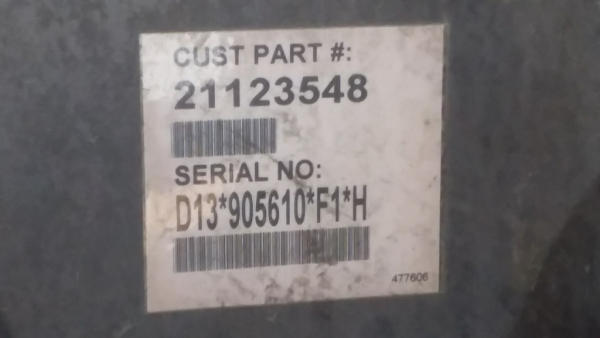 CUST PART #:
21123548
SERIAL NO:
D13*905610*F1*H
477606